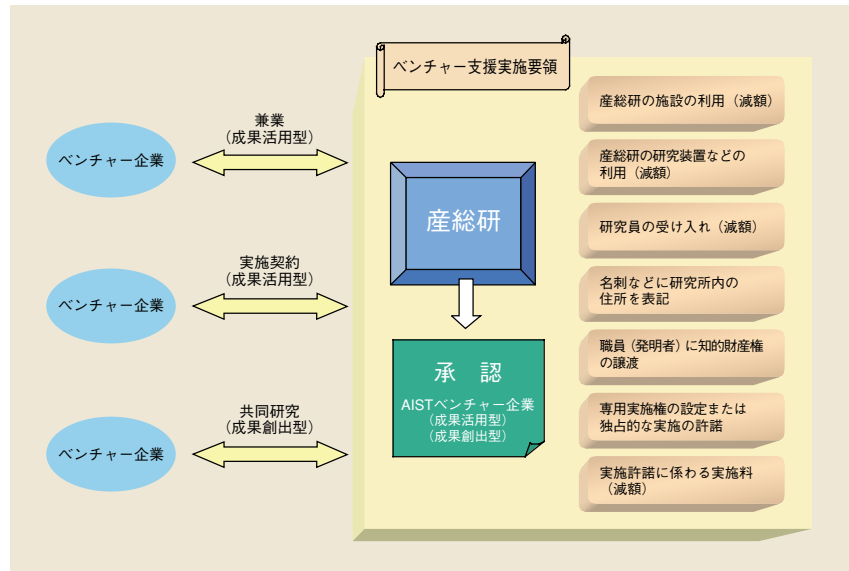 ベンチャー支援実施要領
兼業
（成果活用型）
ベンチャー企業
実施契約
（成果活用型）
ベンチャー企業
共同研究
（成果創出型）
ベンチャー企業
産総研
承　認
AISTベンチャー企業
（成果活用型）
（成果創出型）
産総研の施設の利用（減額）
産総研の研究装置などの
利用（減額）
研究員の受け入れ（減額）
名刺などに研究所内の
住所を表記
職員（発明者）に知的財産権
の譲渡
専用実施権の設定または
独占的な実施の許諾
実施許諾に係わる実施料
（減額）